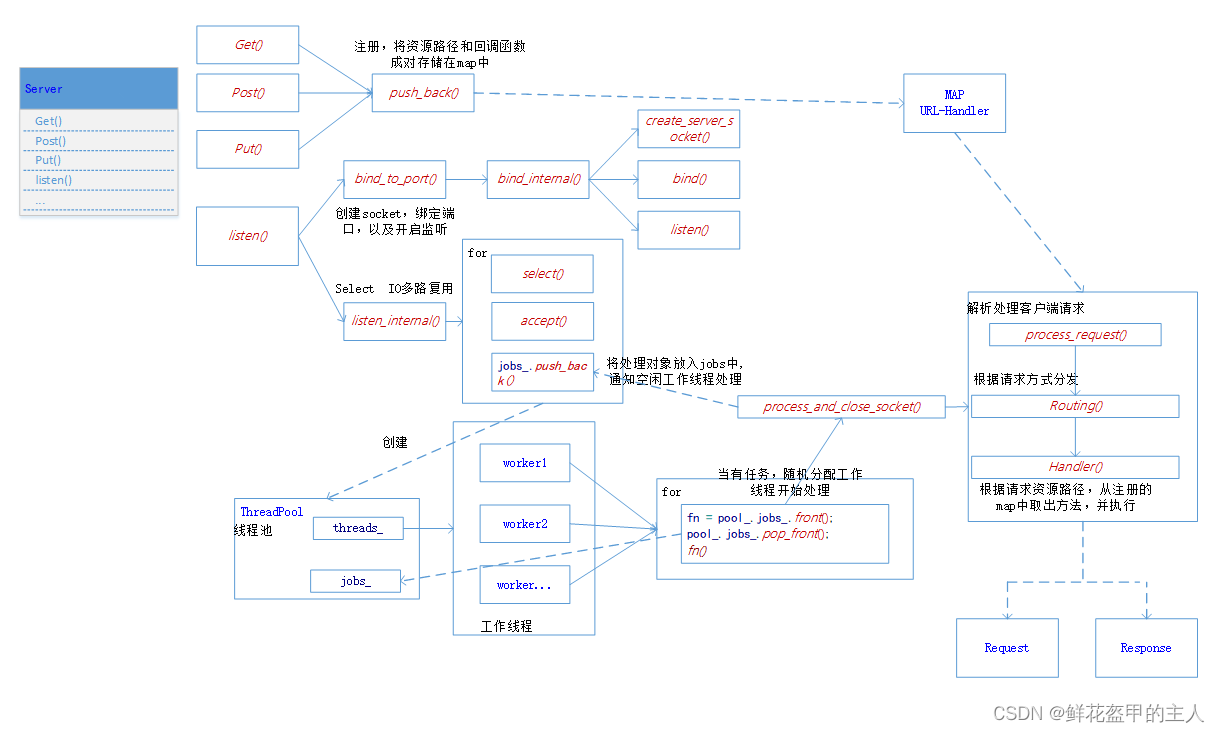 Server
Get()
Post()
Put()
listen()
...
Get()
Post()
Put()
注册，将资源路径和回调函数
成对存储在map中
push_back()
MAP
URL-Handler
listen()
bind_to_port()
创建socket，绑定端
口，以及开启监听
bind_internal()
create_server_s
ocket()
bind()
listen()
Select IO多路复用
listen_internal()
for
select()
accept()
jobs_.push_bac
k()
将处理对象放入jobs中,
通知空闲工作线程处理
process_and_close_socket()
解析处理客户端请求
process_request()
根据请求方式分发
Routing()
Handler()
根据请求资源路径，从注册的
map中取出方法，并执行
创建
ThreadPool
线程池
threads_
jobs_
worker1
worker2
worker...
工作线程
当有任务，随机分配工作
线程开始处理
for
fn = pool_.jobs_.front();
pool_.jobs_.pop_front();
fn()
Request
Response
CSDN @鲜花盔甲的主人